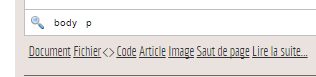 body p
Document Fichier <> Code Article Image Saut de page Lire la suite...